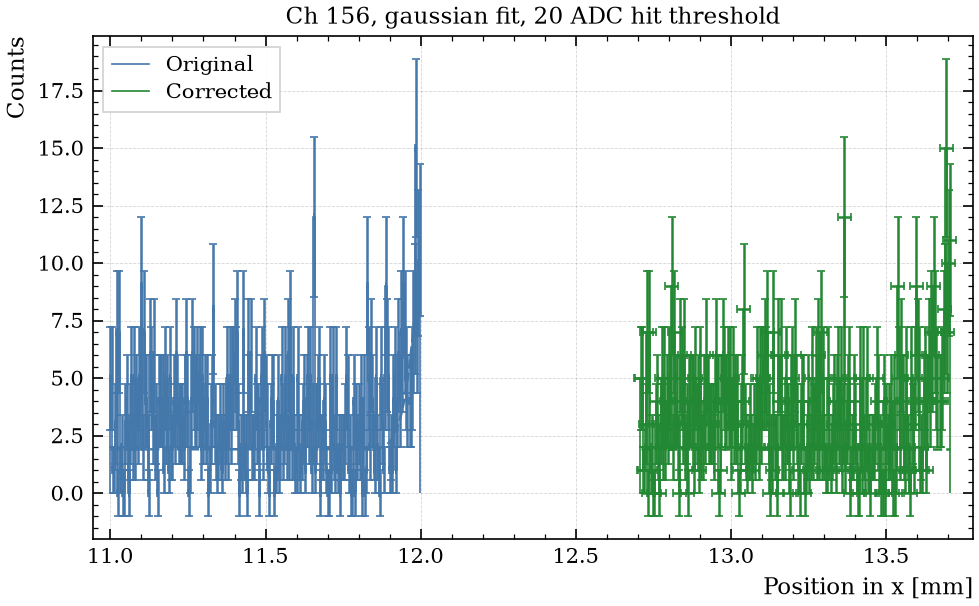 Ch 156, gaussian fit, 20 ADC hit threshold
Counts
Original
Corrected
17.5
15.0
12.5
10.0
7.5
5.0
2.5
0.0
11.0 11.5 12.0 12.5 13.0 13.5
Position in x [mm]